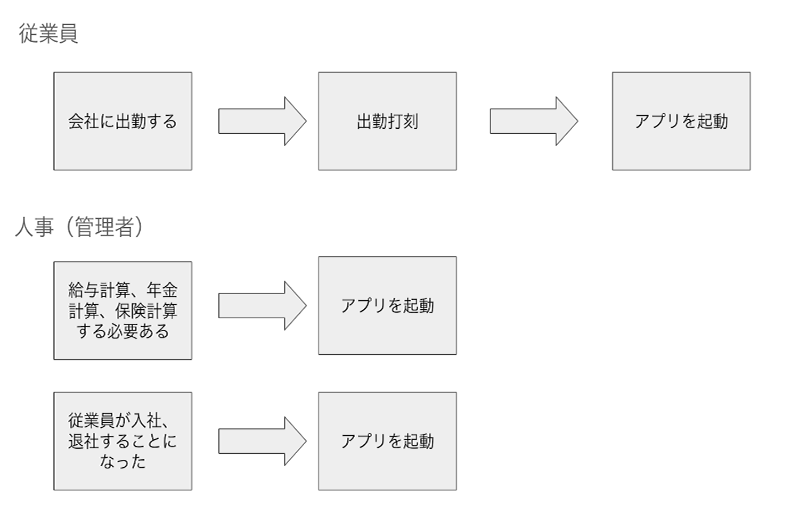 従業員
会社に出勤する
出勤打刻
アプリを起動
人事（管理者）
給与計算、年金
計算、保険計算
する必要ある
アプリを起動
従業員が入社、
退社することに
なった
アプリを起動